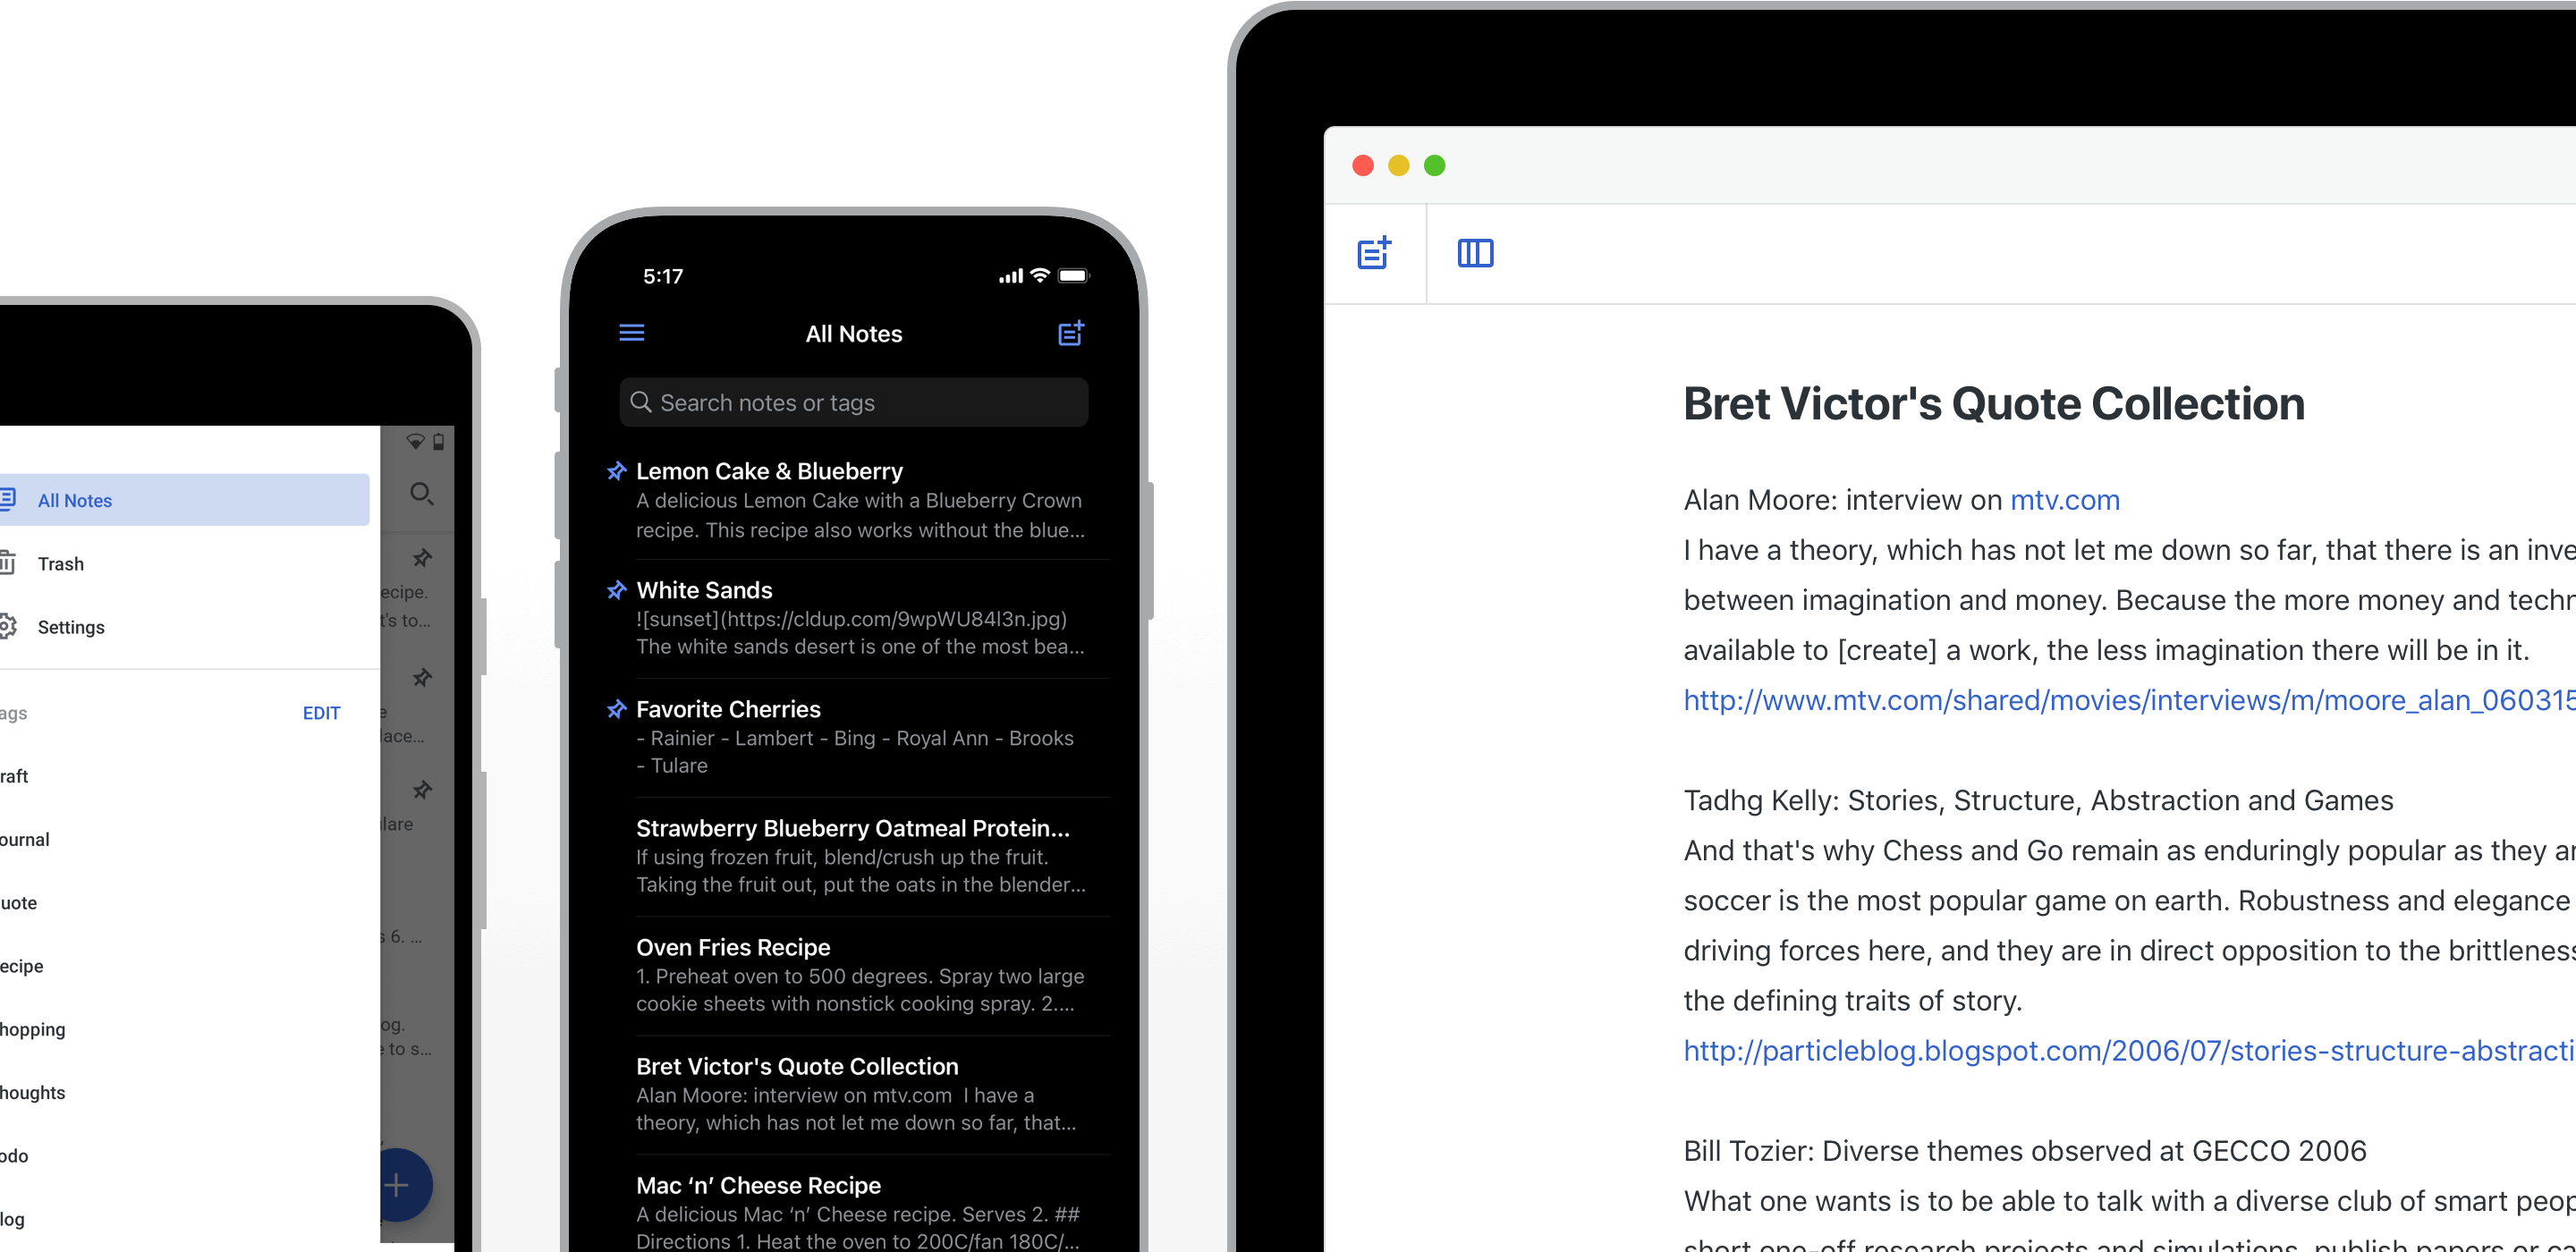 All Notes
Trash
Settings
EDIT
ecipe.
t's to...
ace...
lare
s 6. ...
og.
e to s...
ags
raft
ournal
uote
ecipe
hopping
houghts
odo
log
5:17
All Notes
Search notes or tags
Lemon Cake & Blueberry
A delicious Lemon Cake with a Blueberry Crown
recipe. This recipe also works without the blue...
White Sands
![sunset](https://cldup.com/9wpWU84l3n.jpg)
The white sands desert is one of the most bea...
Favorite Cherries
- Rainier - Lambert - Bing - Royal Ann - Brooks
- Tulare
Strawberry Blueberry Oatmeal Protein...
If using frozen fruit, blend/crush up the fruit.
Taking the fruit out, put the oats in the blender...
Oven Fries Recipe
1. Preheat oven to 500 degrees. Spray two large
cookie sheets with nonstick cooking spray. 2....
Bret Victor's Quote Collection
Alan Moore: interview on mtv.com I have a
theory, which has not let me down so far, that...
Mac ‘n’ Cheese Recipe
A delicious Mac ‘n’ Cheese recipe. Serves 2. ##
Directions 1. Heat the oven to 200C/fan 180C/...
Bret Victor's Quote Collection
Alan Moore: interview on mtv.com
I have a theory, which has not let me down so far, that there is an inve
between imagination and money. Because the more money and techn
available to [create] a work, the less imagination there will be in it.
http://www.mtv.com/shared/movies/interviews/m/moore_alan_060315
Tadhg Kelly: Stories, Structure, Abstraction and Games
And that's why Chess and Go remain as enduringly popular as they ar
soccer is the most popular game on earth. Robustness and elegance
driving forces here, and they are in direct opposition to the brittleness
the defining traits of story.
http://particleblog.blogspot.com/2006/07/stories-structure-abstracti
Bill Tozier: Diverse themes observed at GECCO 2006
What one wants is to be able to talk with a diverse club of smart peop
short one-off research projects and simulations, publish papers or c